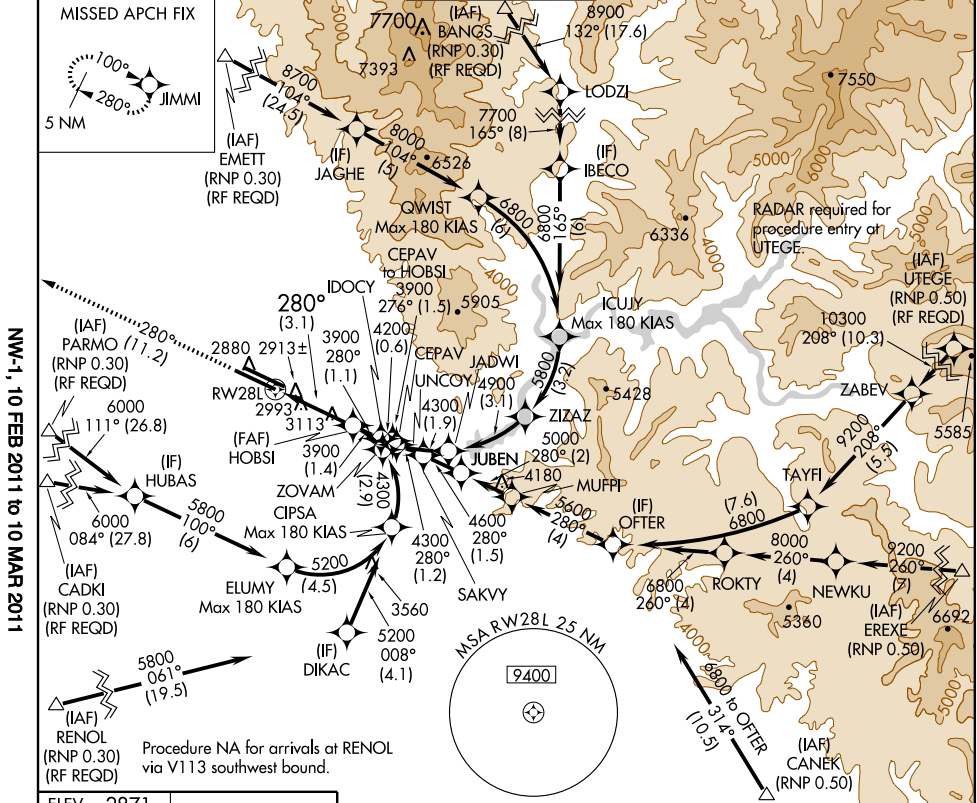 MISSED APCH FIX
100°
280°
JIMMI
5 NM
7700
7393
(IAF)
BANGS
(RNP 0.30)
(RF REQD)
8900
132° (17.6)
LODZI
7700
165° (8)
(IF)
IBECO
6800
165°
(6)
7550
5000
6000
5000
8700
104°
(24.5)
(IAF)
EMETT
(RNP 0.30)
(RF REQD)
(IF)
JAGHE
8000
104°
(5)
6526
QWIST
Max 180 KIAS
6800
(6)
6336
4000
RADAR required for
procedure entry at
UTEGE.
5000
(IAF)
UTEGE
(RNP 0.50)
(RF REQD)
10300
208° (10.3)
ZABEV
5585
9200
208°
(5.5)
TAYFI
(7.6)
6800
CEPAV
to HOBSI
3900
276° (1.5)
4000
5905
IDOCY
280°
(3.1)
3900
280°
(1.1)
4200
(0.6)
CEPAV
UNCOY
JADWI
4900
(3.1)
4300
(1.9)
ICUJY
Max 180 KIAS
5800
(3.2)
ZIZAZ
5428
280°
(11.2)
2880
2913±
RW28L
2993
3113
(FAF)
HOBSI
3900
(1.4)
ZOVAM
4300
(2.9)
CIPSA
Max 180 KIAS
5000
280° (2)
JUBEN
4180
MUFPI
5600
280°
(4)
(IF)
OFTER
4600
280°
(1.5)
4300
280°
(1.2)
SAKVY
(IAF)
PARMO
(RNP 0.30)
(RF REQD)
6000
111° (26.8)
(IF)
HUBAS
6000
084° (27.8)
5800
100°
(6)
(IAF)
CADKI
(RNP 0.30)
(RF REQD)
ELUMY
Max 180 KIAS
5200
(4.5)
3560
5200
008°
(4.1)
(IF)
DIKAC
6800
260° (4)
ROKTY
8000
260°
(4)
NEWKU
9200
260°
(7)
(IAF)
EREXE
(RNP 0.50)
6692
5360
4000
5000
MSA RW28L 25 NM
9400
6800 to OFTER
314°
(10.5)
(IAF)
CANEK
(RNP 0.50)
5800
061°
(19.5)
(IAF)
RENOL
(RNP 0.30)
(RF REQD)
Procedure NA for arrivals at RENOL
via V113 southwest bound.
ELEV 2871
NW-1, 10 FEB 2011 to 10 MAR 2011